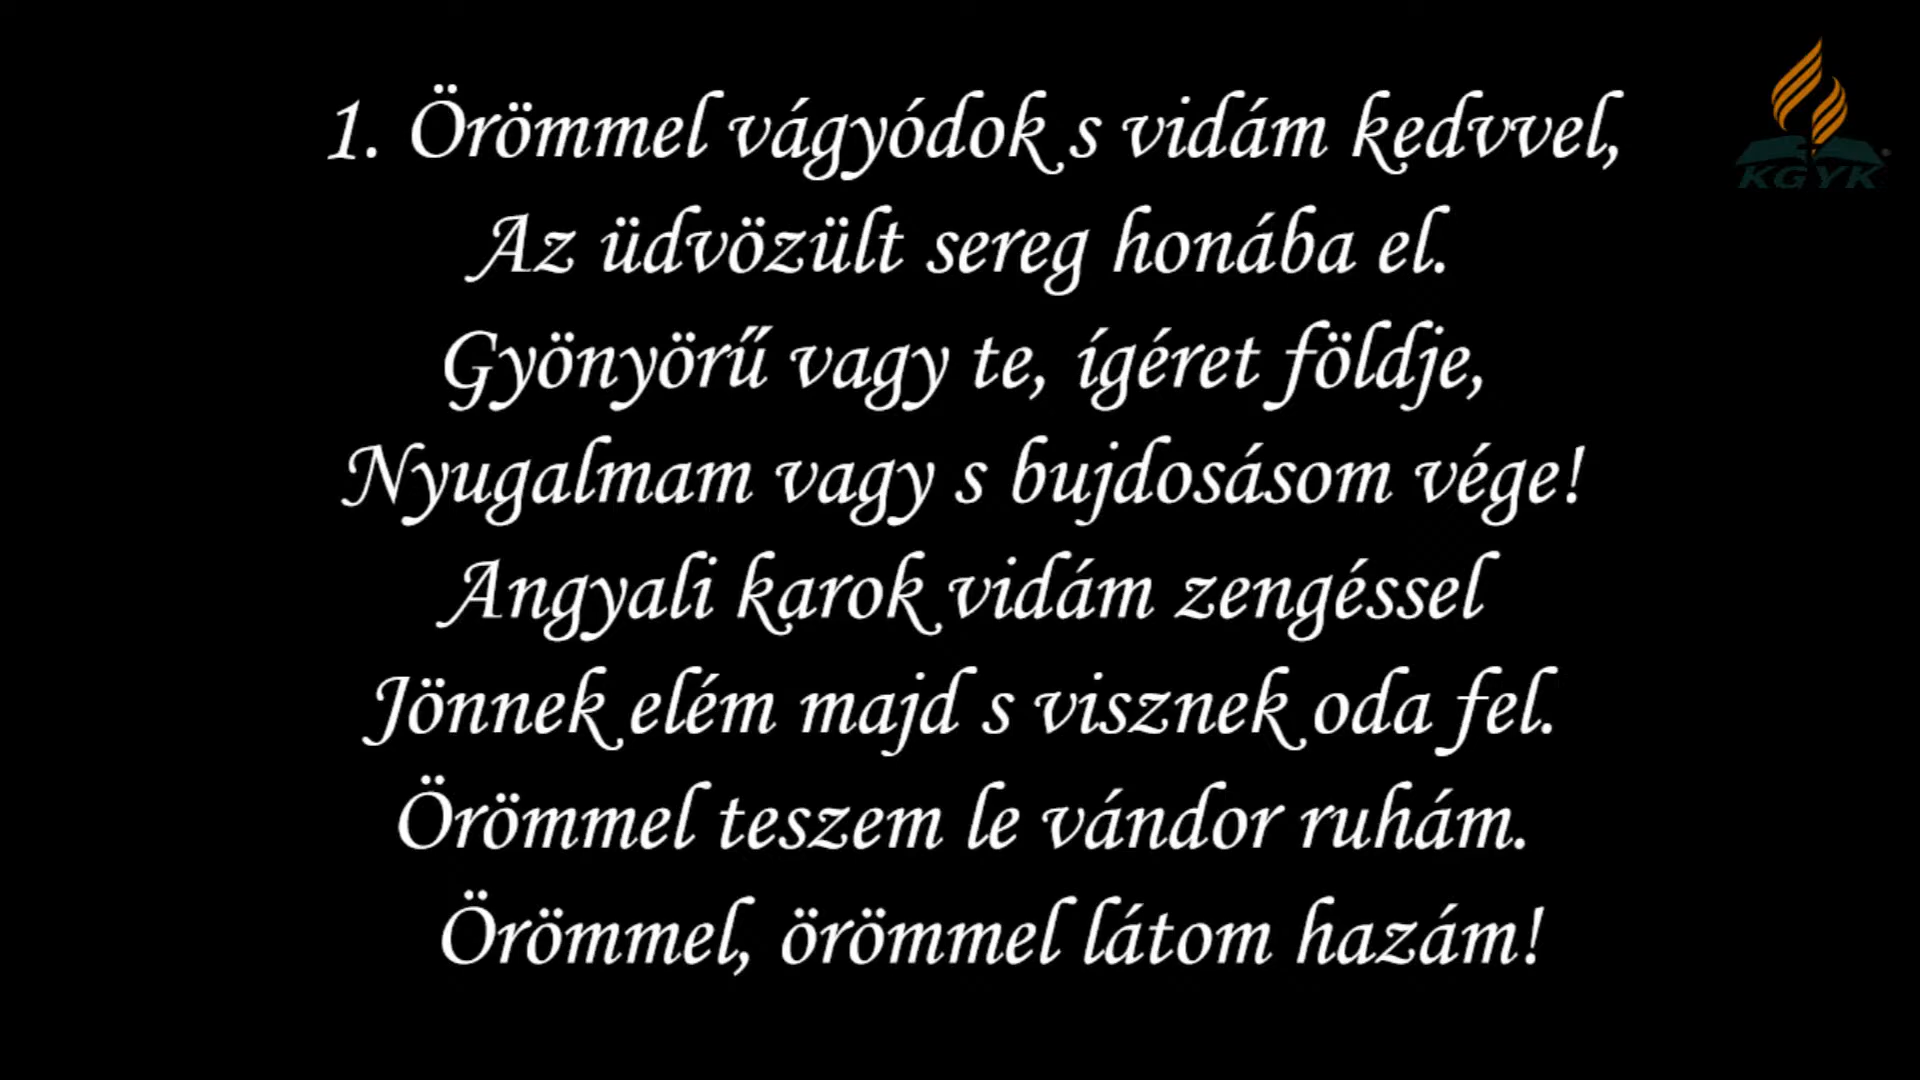 1. Örömmel vágyódok s vidám kedvvel,
Az üdvözült sereg honába el.
Gyönyörű vagy te, ígéret földje,
Nyugalmam vagy s bujdosásom vége!
Angyali karok vidám zengéssel
Jönnek elém majd s visznek oda fel.
Örömmel teszem le vándor ruhám.
Örömmel, örömmel látom hazám!
KGYK